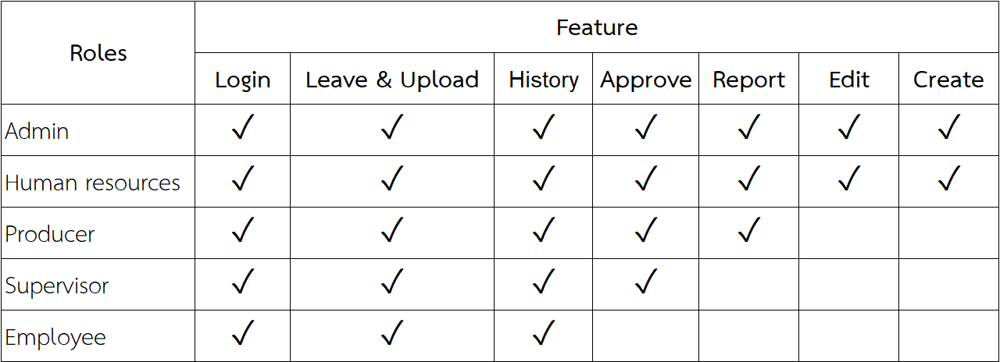 Roles Feature
Login Leave & Upload History Approve Report Edit Create
Admin ✓ ✓ ✓ ✓ ✓ ✓ ✓
Human resources ✓ ✓ ✓ ✓ ✓ ✓ ✓
Producer ✓ ✓ ✓ ✓ ✓
Supervisor ✓ ✓ ✓ ✓
Employee ✓ ✓ ✓